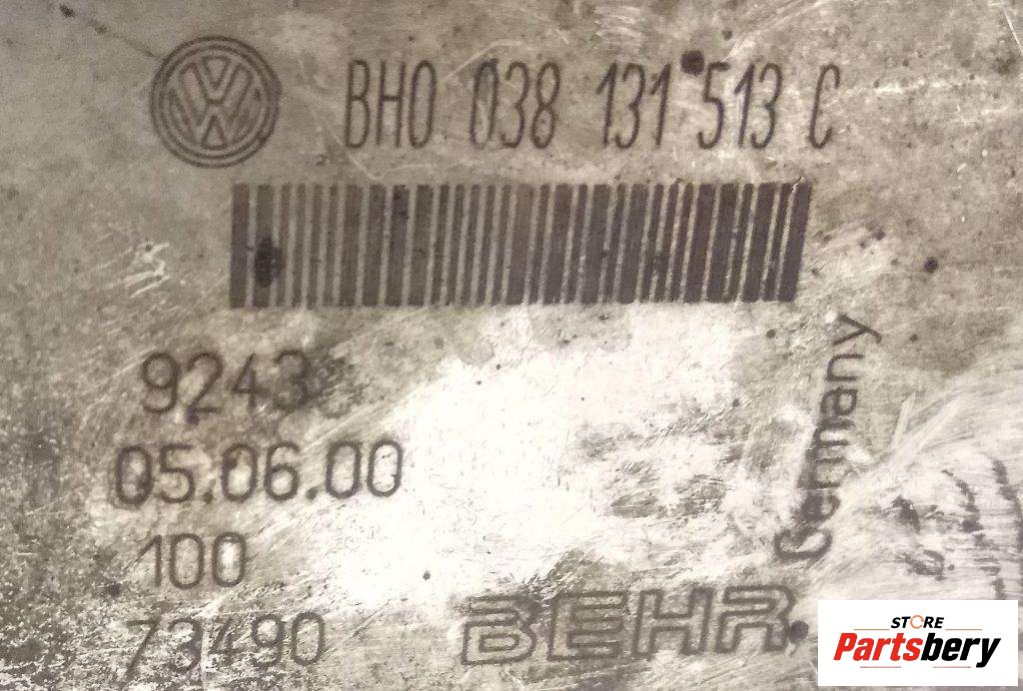 BH0 038 131 513 C
9243
05.06.00
100
73490
BEHR
Germany
STORE
Partsbery